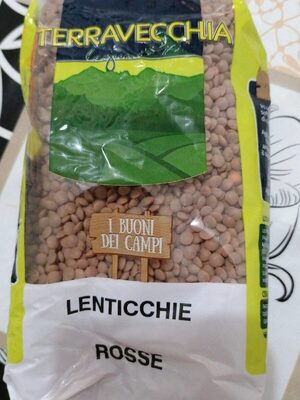 TERRAVECCHIA
I BUONI
DEI CAMPI
LENTICCHIE
ROSSE